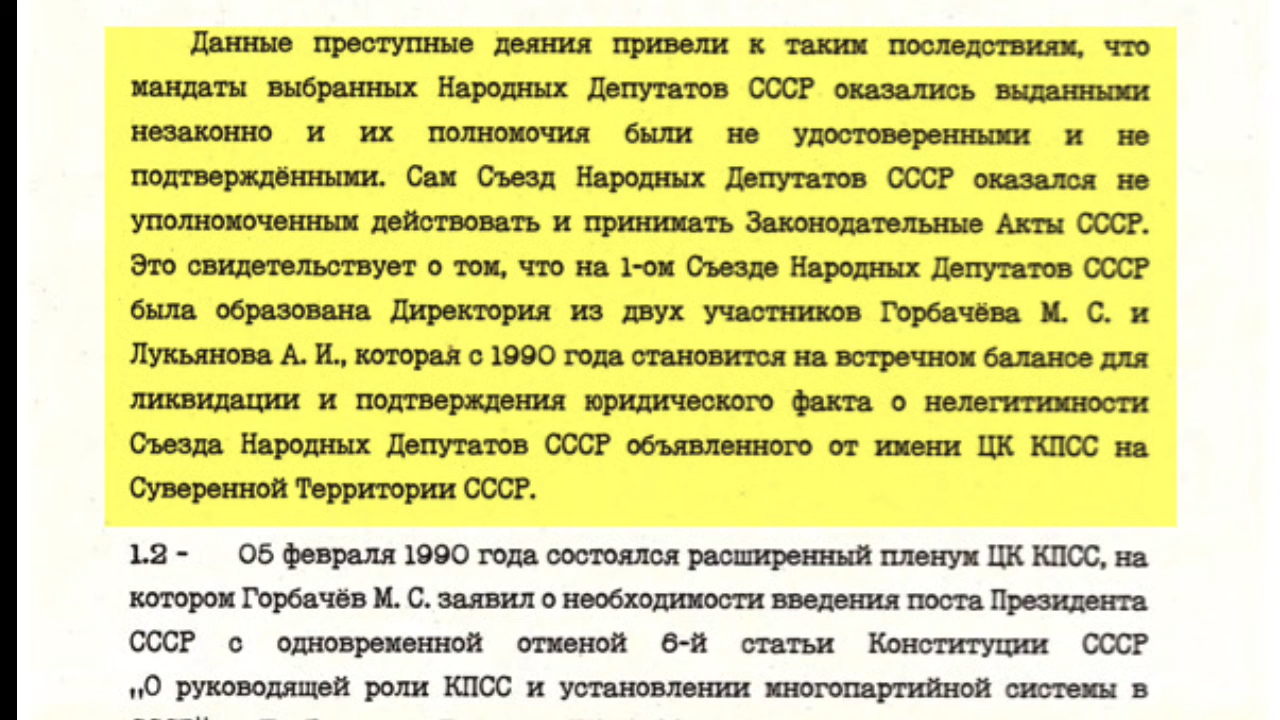 Данные преступные деяния привели к таким последствиям, что
мандаты выбранных Народных Депутатов СССР оказались выданными
незаконно и их полномочия были не удостоверенными и не
подтверждёнными. Сам Съезд Народных Депутатов СССР оказался не
уполномоченным действовать и принимать Законодательные Акты СССР.
Это свидетельствует о том, что на 1-ом Съезде Народных Депутатов СССР
была образована Директория из двух участников Горбачёва М. С. и
Лукьянова А. И., которая с 1990 года становится на встречном балансе для
ликвидации и подтверждения юридического факта о нелегитимности
Съезда Народных Депутатов СССР объявленного от имени ЦК КПСС на
Суверенной Территории СССР.
1.2 - 05 февраля 1990 года состоялся расширенный пленум ЦК КПСС, на
котором Горбачёв М. С. заявил о необходимости введения поста Президента
СССР с одновременной отменой 6-й статьи Конституции СССР
„О руководящей роли КПСС и установлении многопартийной системы в